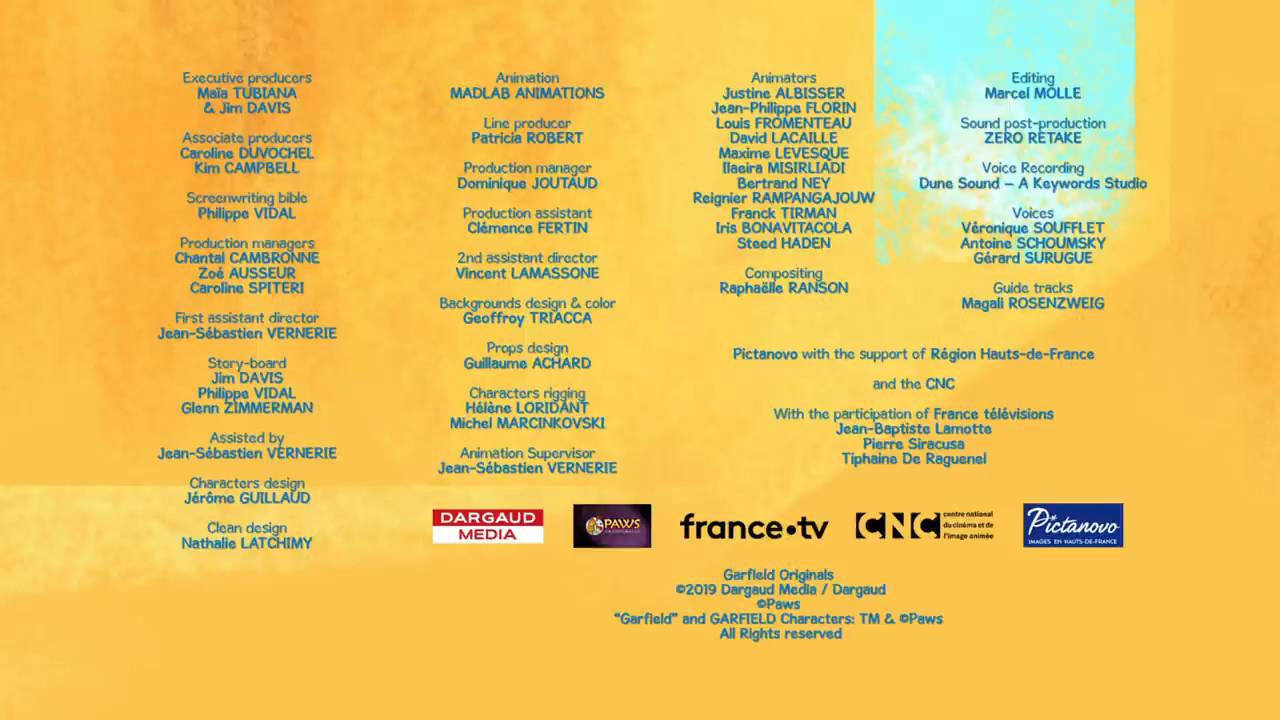 Executive producers
Maïa TUBIANA
& Jim DAVIS
Associate producers
Caroline DUVOCHEL
Kim CAMPBELL
Screenwriting bible
Philippe VIDAL
Production managers
Chantal CAMBRONNE
Zoé AUSSEUR
Caroline SPITERI
First assistant director
Jean-Sébastien VERNERIE
Story-board
Jim DAVIS
Philippe VIDAL
Glenn ZIMMERMAN
Assisted by
Jean-Sébastien VERNERIE
Characters design
Jérôme GUILLAUD
Clean design
Nathalie LATCHIMY
Animation
MADLAB ANIMATIONS
Line producer
Patricia ROBERT
Production manager
Dominique JOUTAUD
Production assistant
Clémence FERTIN
2nd assistant director
Vincent LAMASSONE
Backgrounds design & color
Geoffroy TRIACCA
Props design
Guillaume ACHARD
Characters rigging
Hélène LORIDANT
Michel MARCINKOVSKI
Animation Supervisor
Jean-Sébastien VERNERIE
Animators
Justine ALBISSER
Jean-Philippe FLORIN
Louis FROMENTEAU
David LACAILLE
Maxime LEVESQUE
Ilaeira MISIRLIADI
Bertrand NEY
Reignier RAMPANGAJOUW
Franck TIRMAN
Iris BONAVITACOLA
Steed HADEN
Compositing
Raphaëlle RANSON
Editing
Marcel MOLLE
Sound post-production
ZERO RETAKE
Voice Recording
Dune Sound – A Keywords Studio
Voices
Véronique SOUFFLET
Antoine SCHOUMSKY
Gérard SURUGUE
Guide tracks
Magali ROSENZWEIG
Pictanovo with the support of Région Hauts-de-France
and the CNC
With the participation of France télévisions
Jean-Baptiste Lamotte
Pierre Siracusa
Tiphaine De Raguenel
DARGAUD
MEDIA
PAWS
france•tv
CNC
centre national
du cinéma et de
l'image animée
Pictanovo
IMAGES EN HAUTS-DE-FRANCE
Garfield Originals
©2019 Dargaud Media / Dargaud
©Paws
“Garfield” and GARFIELD Characters: TM & ©Paws
All Rights reserved